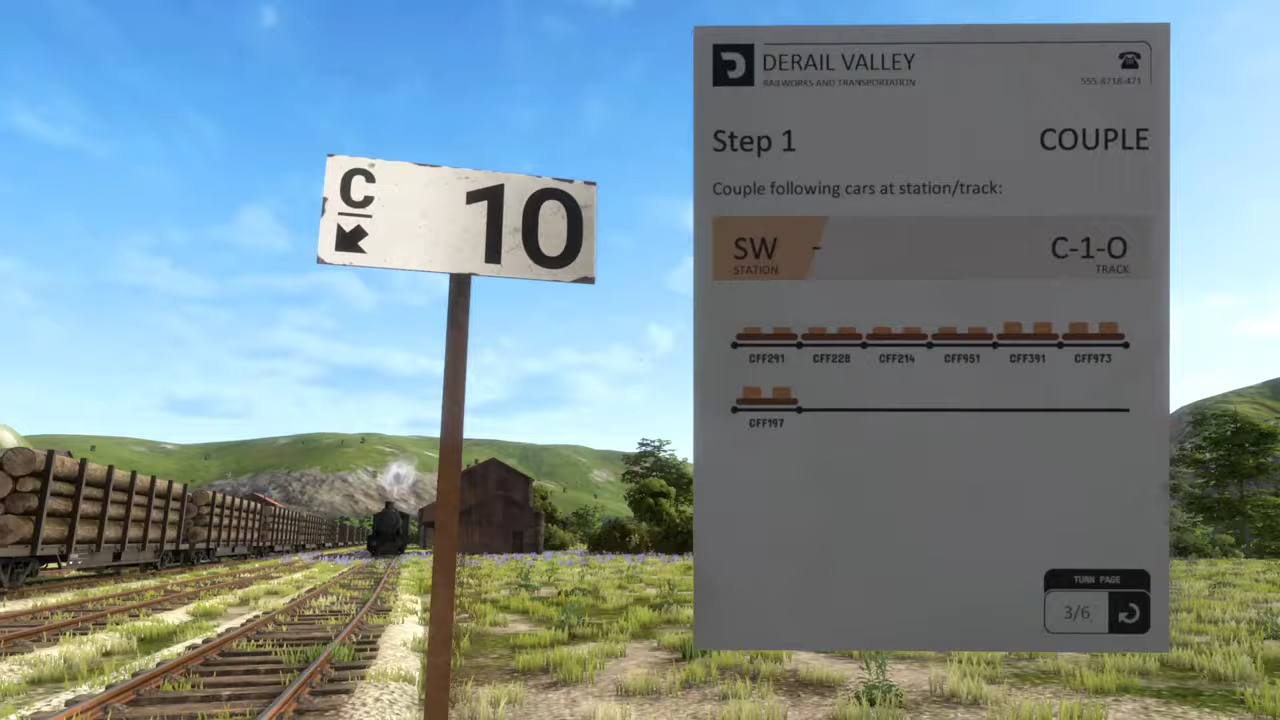 C
10
DERAIL VALLEY
RAILWORKS AND TRANSPORTATION
555-8718-471
Step 1
COUPLE
Couple following cars at station/track:
SW -
STATION
C-1-O
TRACK
CFF291 CFF228 CFF214 CFF951 CFF391 CFF973
CFF197
TURN PAGE
3/6